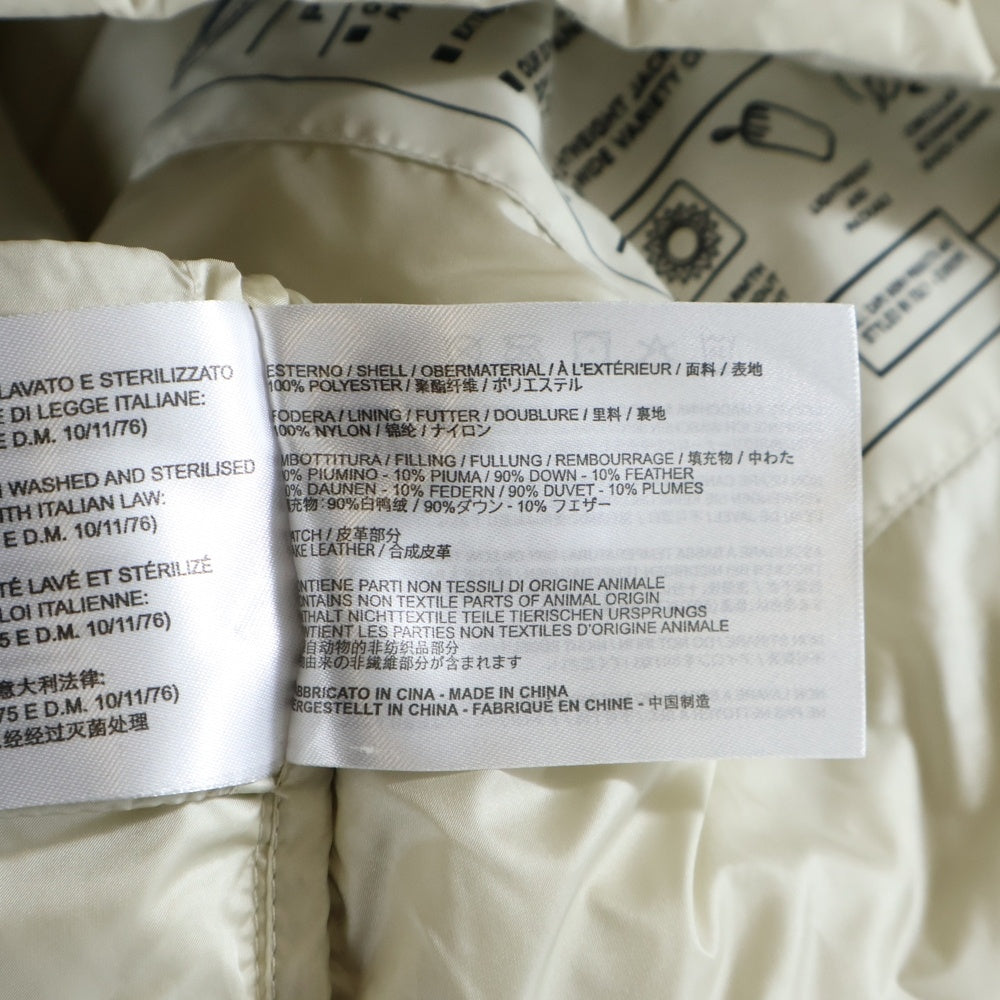 LAVATO E STERILIZZATO
DI LEGGE ITALIANE:
E D.M. 10/11/76)
WASHED AND STERILISED
ITALIAN LAW:
E D.M. 10/11/76)
LAVÉ ET STÉRILIZÉ
LOI ITALIENNE:
E D.M. 10/11/76)
意大利法律:
75 E D.M. 10/11/76)
经经过灭菌处理
ESTERNO / SHELL / OBERMATERIAL / À L'EXTÉRIEUR / 面料 / 表地
100% POLYESTER / 聚酯纤维 / ポリエステル
FODERA / LINING / FUTTER / DOUBLURE / 里料 / 裏地
100% NYLON / 锦纶 / ナイロン
MBOTTITURA / FILLING / FULLUNG / REMBOURRAGE / 填充物 / 中わた
0% PIUMINO - 10% PIUMA / 90% DOWN - 10% FEATHER
0% DAUNEN - 10% FEDERN / 90% DUVET - 10% PLUMES
充物: 90%白鸭绒 / 90%ダウン - 10% フェザー
ATCH / 皮革部分
AKE LEATHER / 合成皮革
NTIENE PARTI NON TESSILI DI ORIGINE ANIMALE
ONTAINS NON TEXTILE PARTS OF ANIMAL ORIGIN
THALT NICHTTEXTILE TEILE TIERISCHEN URSPRUNGS
NTIENT LES PARTIES NON TEXTILES D'ORIGINE ANIMALE
自动物的非纺织品部分
由来の非繊維部分が含まれます
ABBRICATO IN CINA - MADE IN CHINA
ERGESTELLT IN CHINA - FABRIQUÉ EN CHINE - 中国制造
WEIGHT JACK
WIDE VARIETY O
LIGHTWEIGHT